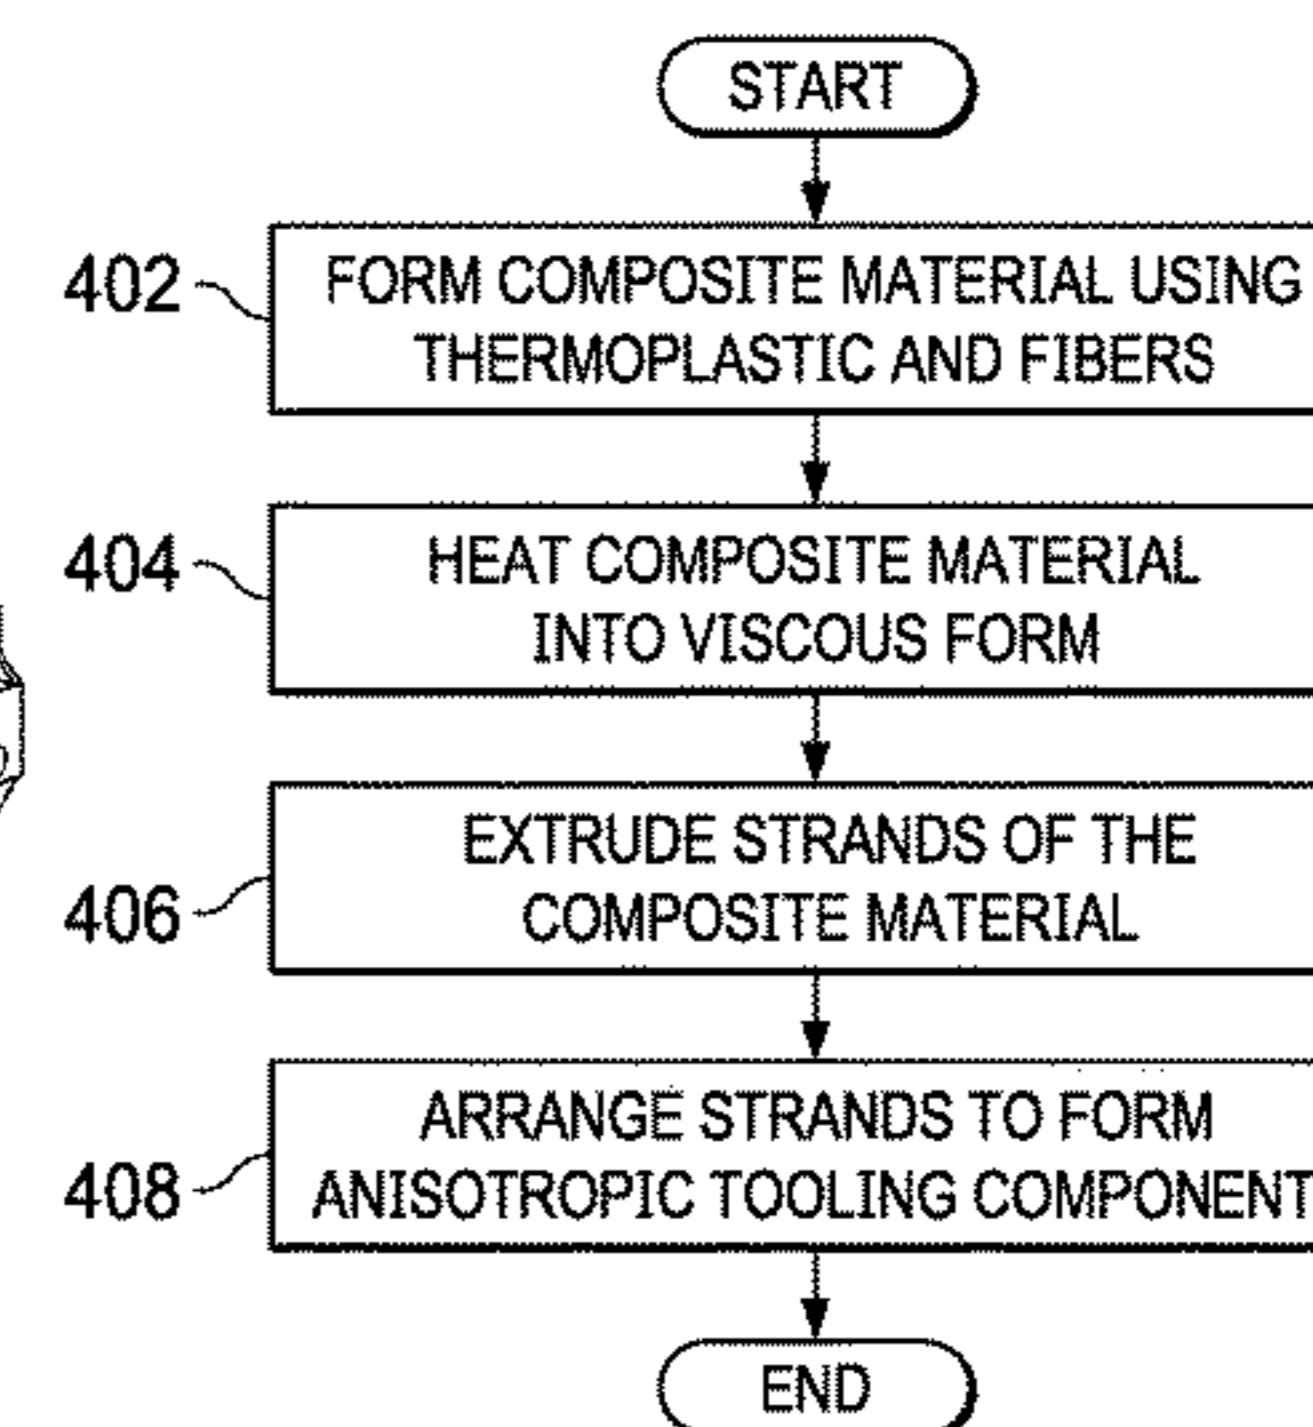 START
402
FORM COMPOSITE MATERIAL USING
THERMOPLASTIC AND FIBERS
404
HEAT COMPOSITE MATERIAL
INTO VISCOUS FORM
406
EXTRUDE STRANDS OF THE
COMPOSITE MATERIAL
408
ARRANGE STRANDS TO FORM
ANISOTROPIC TOOLING COMPONENT
END